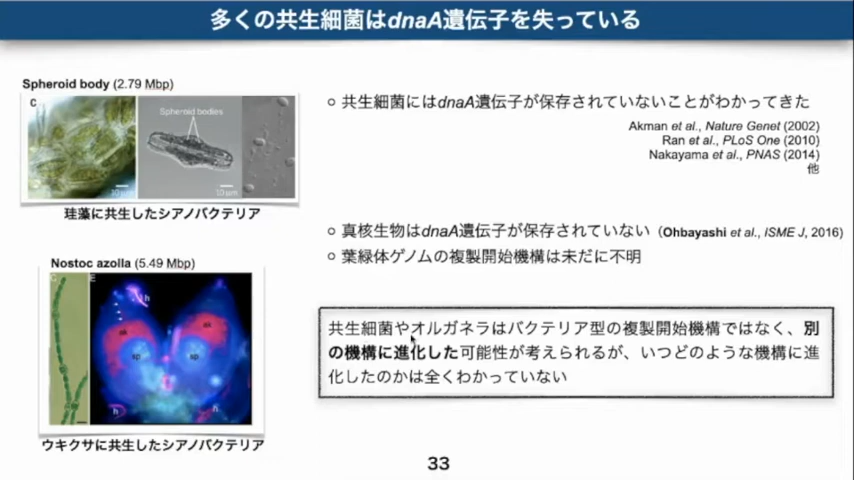 多くの共生細菌はdnaA遺伝子を失っている
Spheroid body (2.79 Mbp)
C
Spheroid bodies
10 μm
10 μm
珪藻に共生したシアノバクテリア
Nostoc azolla (5.49 Mbp)
E
h
ak
ak
sp
sp
h
h
ウキクサに共生したシアノバクテリア
○ 共生細菌にはdnaA遺伝子が保存されていないことがわかってきた
Akman et al., Nature Genet (2002)
Ran et al., PLoS One (2010)
Nakayama et al., PNAS (2014)
他
○ 真核生物はdnaA遺伝子が保存されていない（Ohbayashi et al., ISME J, 2016)
○ 葉緑体ゲノムの複製開始機構は未だに不明
共生細菌やオルガネラはバクテリア型の複製開始機構ではなく、別
の機構に進化した可能性が考えられるが、いつどのような機構に進
化したのかは全くわかっていない
33